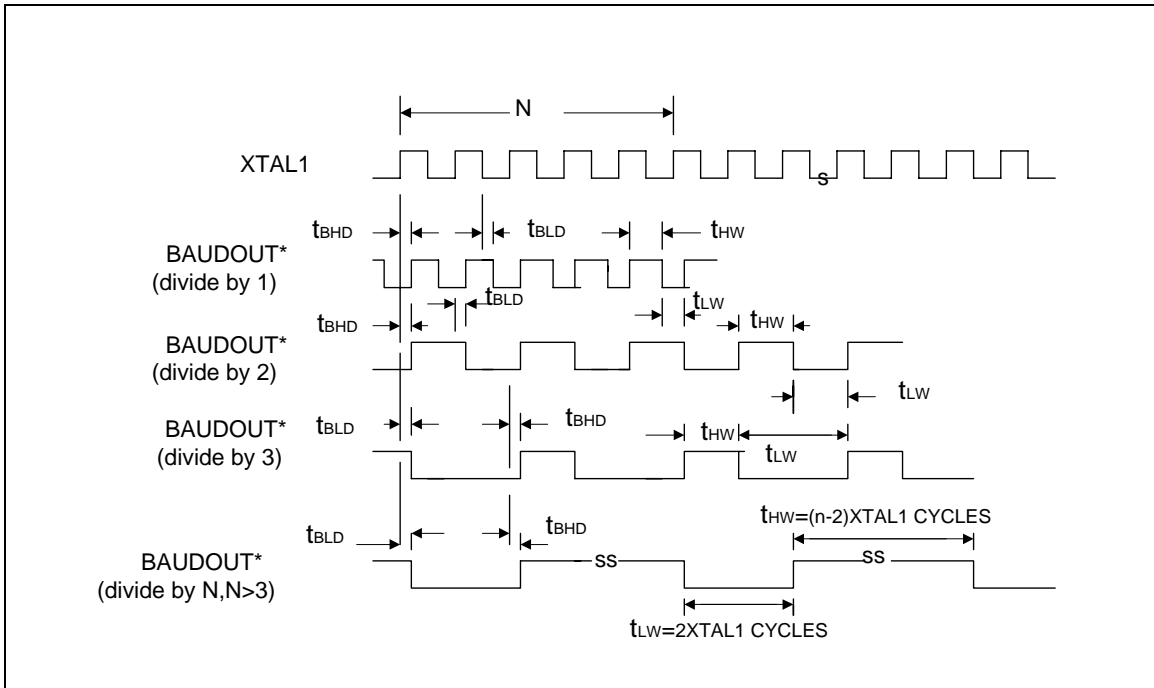 N
XTAL1
s
tBHD
tBLD
tHW
BAUDOUT*
(divide by 1)
tBLD
tLW
tBHD
tHW
BAUDOUT*
(divide by 2)
tLW
tBLD
tBHD
tHW
BAUDOUT*
(divide by 3)
tLW
tHW=(n-2)XTAL1 CYCLES
tBLD
tBHD
BAUDOUT*
(divide by N,N>3)
ss
ss
tLW=2XTAL1 CYCLES